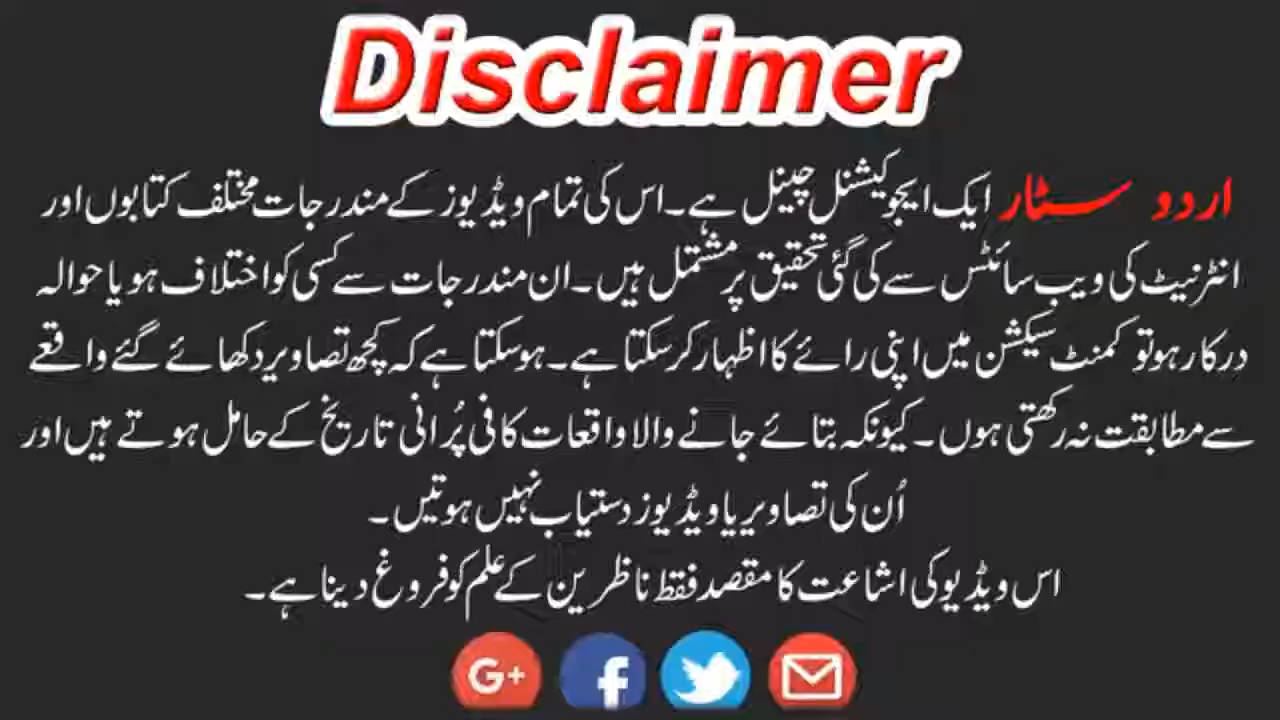 Disclaimer
اردو سٹار ایک ایجوکیشنل چینل ہے۔ اس کی تمام ویڈیوز کے مندرجات مختلف کتابوں اور
انٹرنیٹ کی ویب سائٹس سے کی گئی تحقیق پر مشتمل ہیں۔ ان مندرجات سے کسی کو اختلاف ہو یا حوالہ
درکار ہو تو کمنٹ سیکشن میں اپنی رائے کا اظہار کر سکتا ہے۔ ہو سکتا ہے کہ کچھ تصاویر دکھائے گئے واقعے
سے مطابقت نہ رکھتی ہوں۔ کیونکہ بتائے جانے والا واقعات کافی پُرانی تاریخ کے حامل ہوتے ہیں اور
اُن کی تصاویر یا ویڈیوز دستیاب نہیں ہوتیں۔
اس ویڈیو کی اشاعت کا مقصد فقط ناظرین کے علم کو فروغ دینا ہے۔
G+ f